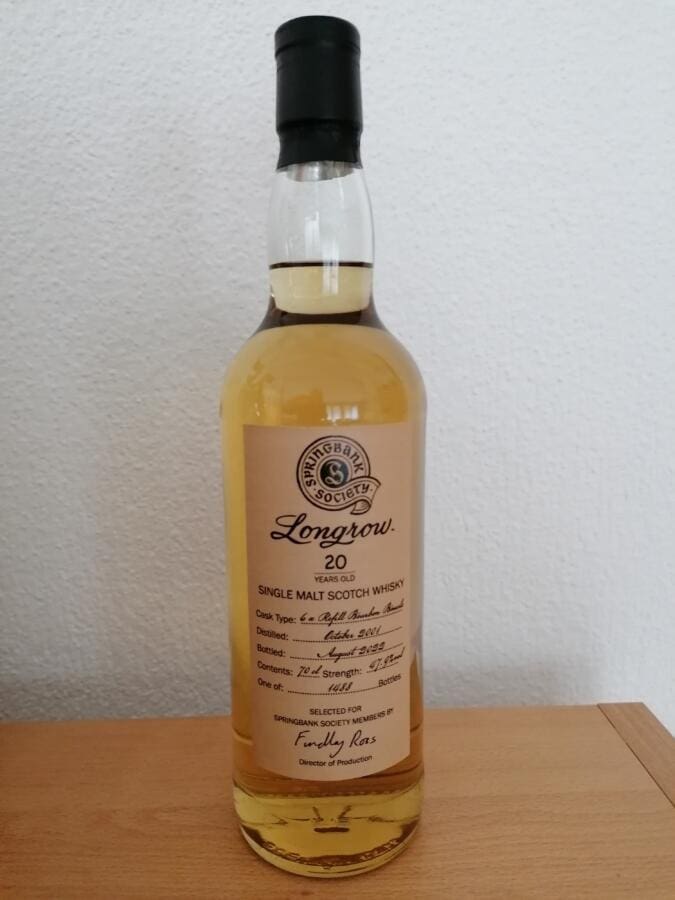 SPRINGBANK
SOCIETY
S
Longrow.
20
YEARS OLD
SINGLE MALT SCOTCH WHISKY
Cask Type: 6 x Refill Bourbon Barrels
Distilled: October 2001
Bottled: August 2022
Contents: 70 cl Strength: 47.9%vol
One of: 1488 Bottles
SELECTED FOR
SPRINGBANK SOCIETY MEMBERS BY
Findlay Ross
Director of Production